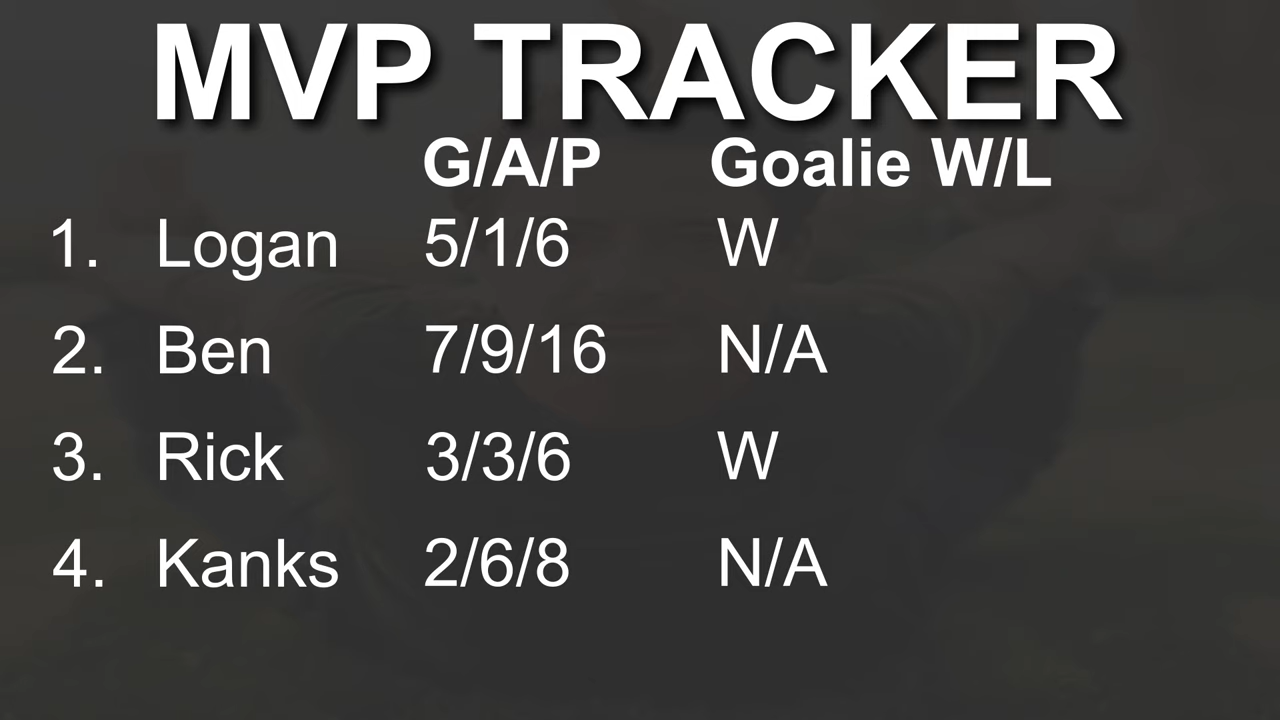 MVP TRACKER
G/A/P Goalie W/L
1. Logan 5/1/6 W
2. Ben 7/9/16 N/A
3. Rick 3/3/6 W
4. Kanks 2/6/8 N/A